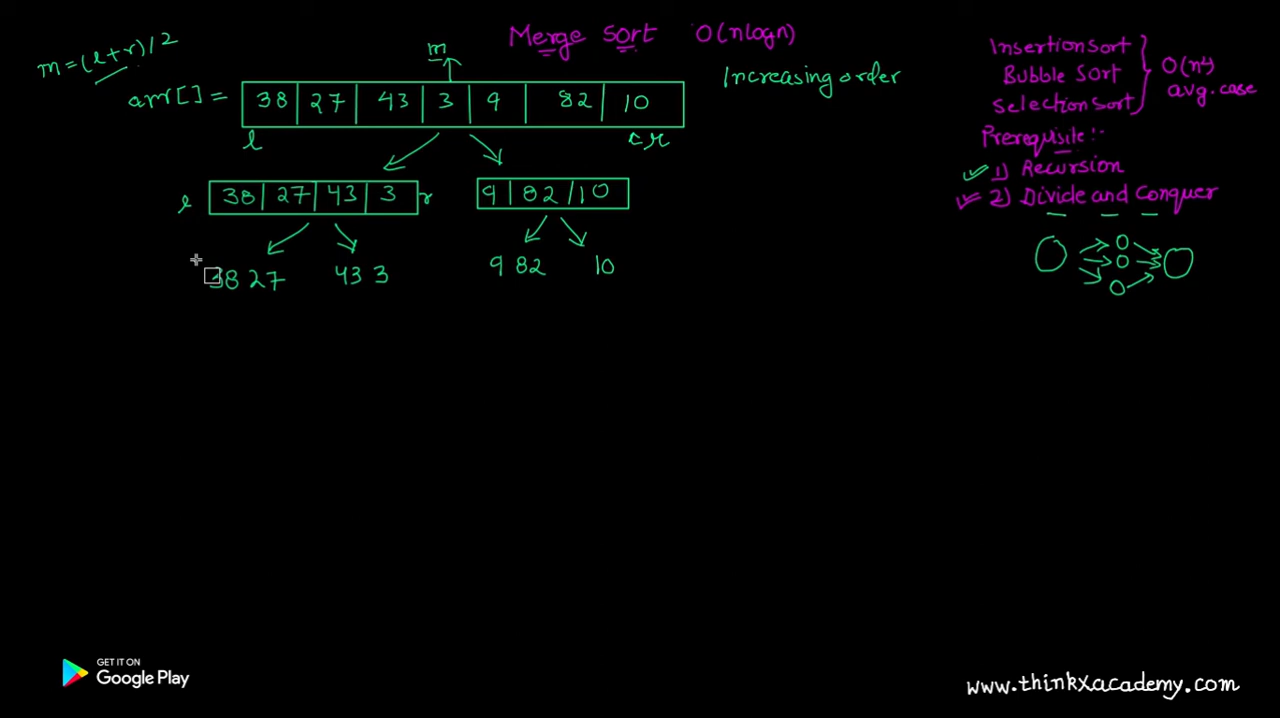 Merge Sort O(nlogn)
m=(l+r)/2
m
Increasing order
arr[] = 38 27 43 3 9 82 10
l r
l 38 27 43 3 r 9 82 10
38 27 43 3 9 82 10
Insertion Sort
Bubble Sort
Selection Sort
O(n²)
avg. case
Prerequisite :-
1) Recursion
2) Divide and Conquer
GET IT ON
Google Play
www.thinkxacademy.com